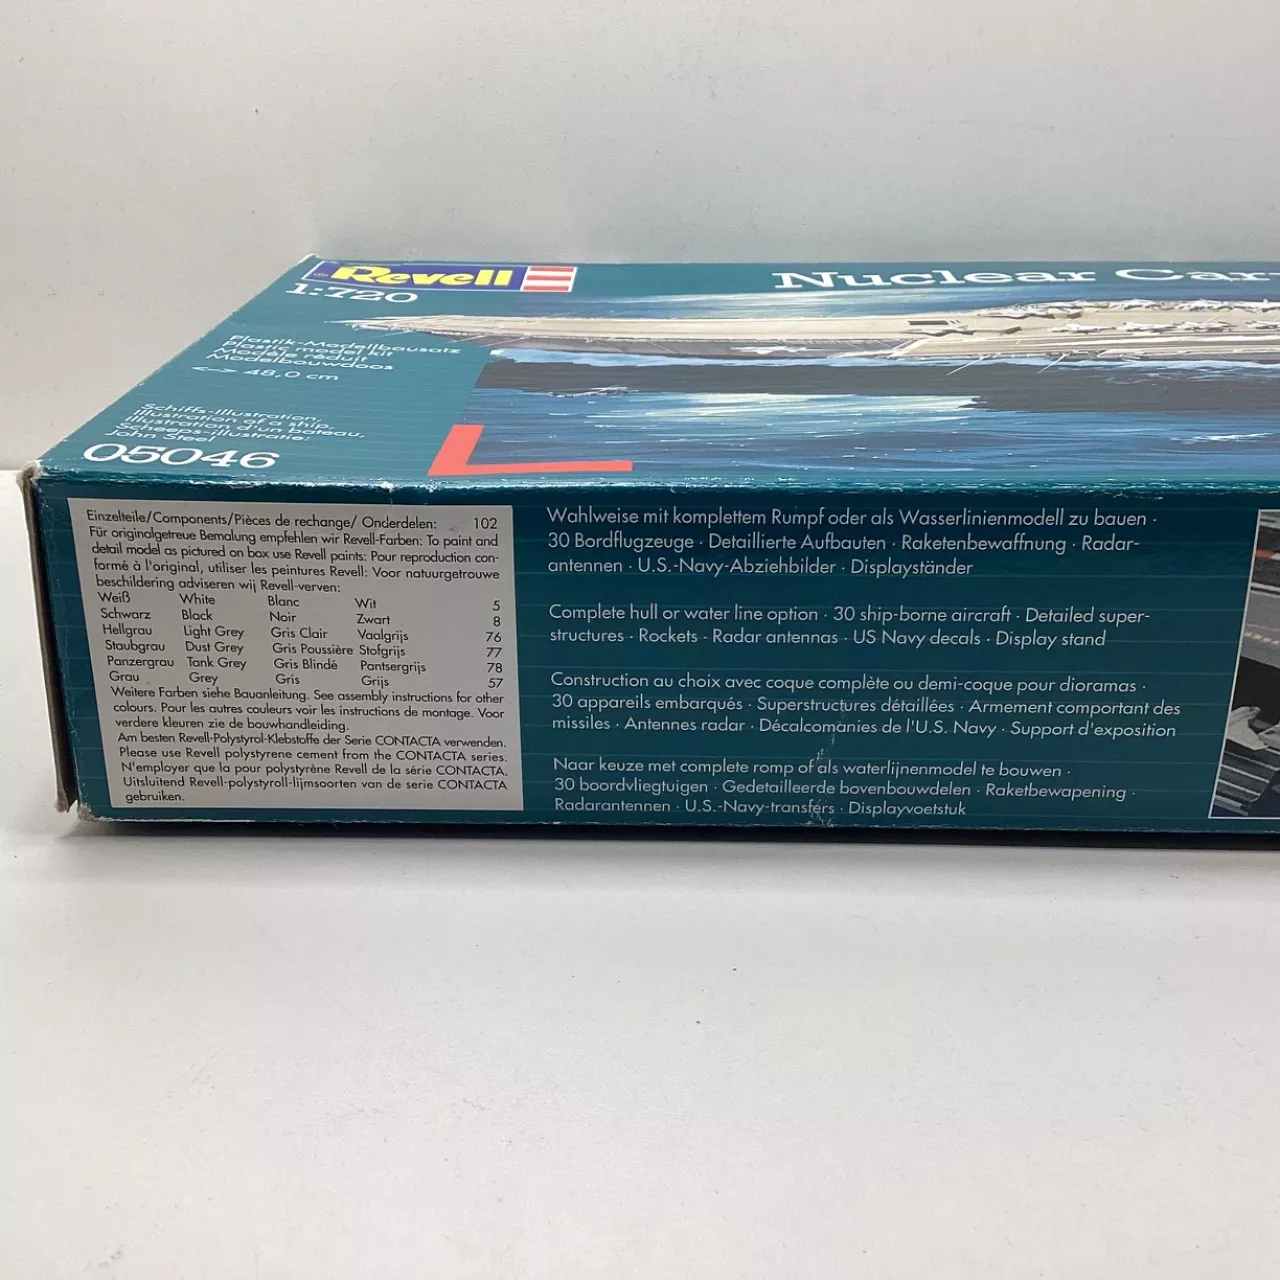 Revell
1:720
Nuclear Car
Plastik-Modellbausatz
Plastic model kit
Modèle réduit
Modelbouwdoos
<--> 48,0 cm
Schiffs-Illustration,
Illustration of a ship,
Illustration d'un bateau,
Scheeps-illustratie:
John Steel
05046
Einzelteile/Components/Pièces de rechange/ Onderdelen: 102
Für originalgetreue Bemalung empfehlen wir Revell-Farben: To paint and
detail model as pictured on box use Revell paints: Pour reproduction con-
formé à l'original, utiliser les peintures Revell: Voor natuurgetrouwe
beschildering adviseren wij Revell-verven:
Weiß White Blanc Wit 5
Schwarz Black Noir Zwart 8
Hellgrau Light Grey Gris Clair Vaalgrijs 76
Staubgrau Dust Grey Gris Poussière Stofgrijs 77
Panzergrau Tank Grey Gris Blindé Pantsergrijs 78
Grau Grey Gris Grijs 57
Weitere Farben siehe Bauanleitung. See assembly instructions for other
colours. Pour les autres couleurs voir les instructions de montage. Voor
verdere kleuren zie de bouwhandleiding.
Am besten Revell-Polystyrol-Klebstoffe der Serie CONTACTA verwenden.
Please use Revell polystyrene cement from the CONTACTA series.
N'employer que la pour polystyrène Revell de la série CONTACTA.
Uitsluitend Revell-polystyroll-lijmsoorten van de serie CONTACTA
gebruiken.
Wahlweise mit komplettem Rumpf oder als Wasserlinienmodell zu bauen ·
30 Bordflugzeuge · Detaillierte Aufbauten · Raketenbewaffnung · Radar-
antennen · U.S.-Navy-Abziehbilder · Displayständer
Complete hull or water line option · 30 ship-borne aircraft · Detailed super-
structures · Rockets · Radar antennas · US Navy decals · Display stand
Construction au choix avec coque complète ou demi-coque pour dioramas ·
30 appareils embarqués · Superstructures détaillées · Armement comportant des
missiles · Antennes radar · Décalcomanies de l'U.S. Navy · Support d'exposition
Naar keuze met complete romp of als waterlijnenmodel te bouwen ·
30 boordvliegtuigen · Gedetailleerde bovenbouwdelen · Raketbewapening ·
Radarantennen · U.S.-Navy-transfers · Displayvoetstuk